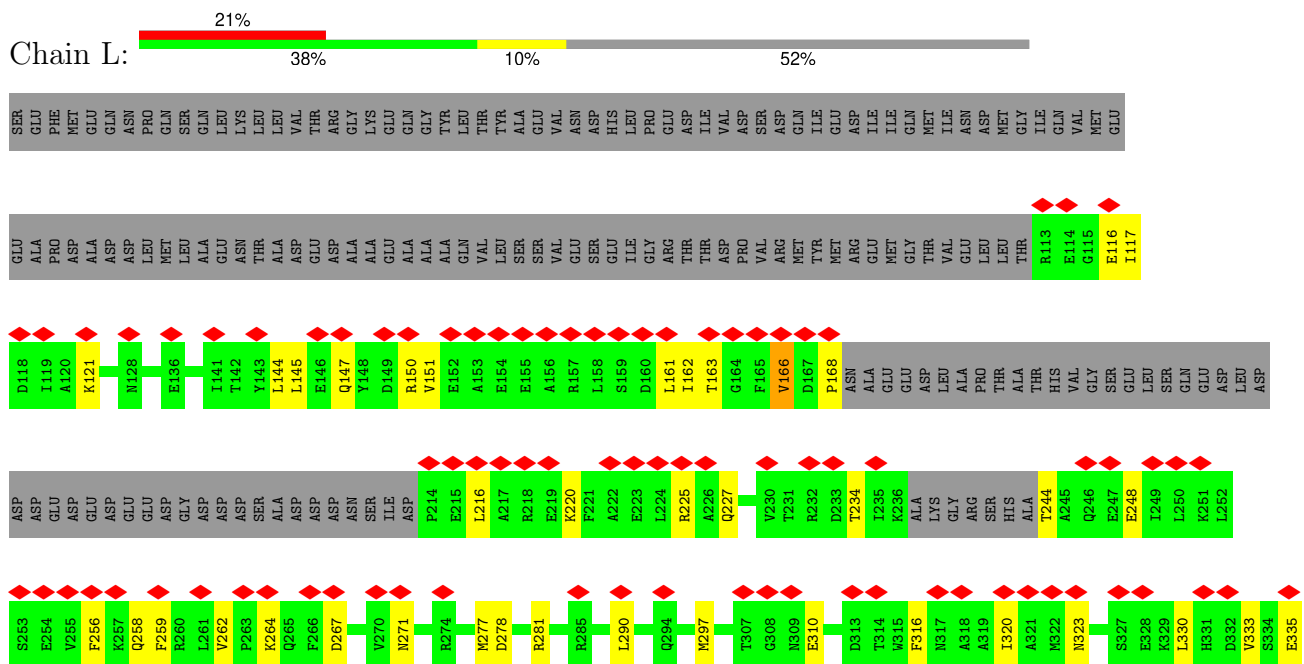 21%
Chain L:
38% 10% 52%
SER GLU PHE MET GLU GLN ASN PRO GLN SER GLN LEU LYS LEU LEU VAL THR ARG GLY LYS GLU GLN GLY TYR LEU THR TYR ALA GLU VAL ASN ASP HIS LEU PRO GLU ASP ILE VAL ASP SER ASP GLN ILE GLU ASP ILE ILE GLN MET ILE ASN ASP MET GLY ILE GLN VAL MET GLU
GLU ALA PRO ASP ALA ASP ASP LEU MET LEU ALA GLU ASN THR ALA ASP GLU ASP ALA ALA GLU ALA ALA ALA GLN VAL LEU SER SER VAL GLU SER GLU ILE GLY ARG THR THR ASP PRO VAL ARG MET TYR MET ARG GLU MET GLY THR VAL GLU LEU LEU THR R113 E114 G115 E116 I117
D118 I119 A120 K121 N128 E136 I141 T142 Y143 L144 L145 E146 Q147 Y148 D149 R150 V151 E152 A153 E154 E155 A156 R157 L158 S159 D160 L161 I162 T163 G164 F165 V166 D167 P168 ASN ALA GLU GLU ASP LEU ALA PRO THR ALA THR HIS VAL GLY SER GLU LEU SER GLN GLU ASP LEU ASP
ASP ASP GLU ASP GLU ASP GLU GLU ASP GLY ASP ASP ASP SER ALA ASP ASP ASP ASN SER ILE ASP P214 E215 L216 A217 R218 E219 K220 F221 A222 E223 L224 R225 A226 Q227 V230 T231 R232 D233 T234 I235 K236 ALA LYS GLY ARG SER HIS ALA T244 A245 Q246 E247 E248 I249 L250 K251 L252
S253 E254 V255 F256 K257 Q258 F259 R260 L261 V262 P263 K264 Q265 F266 D267 V270 N271 R274 M277 D278 R281 R285 L290 Q294 M297 T307 G308 N309 E310 D313 T314 W315 F316 N317 A318 A319 I320 A321 M322 N323 S327 E328 K329 L330 H331 D332 V333 S334 E335